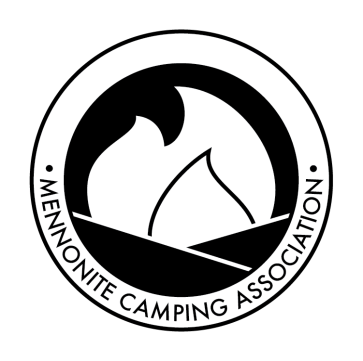 • MENNONITE CAMPING ASSOCIATION •